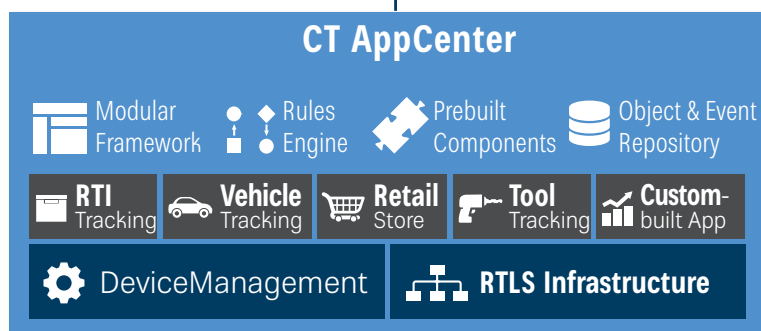 CT AppCenter
Modular Framework
Rules Engine
Prebuilt Components
Object & Event Repository
RTI Tracking
Vehicle Tracking
Retail Store
Tool Tracking
Custom-built App
DeviceManagement
RTLS Infrastructure